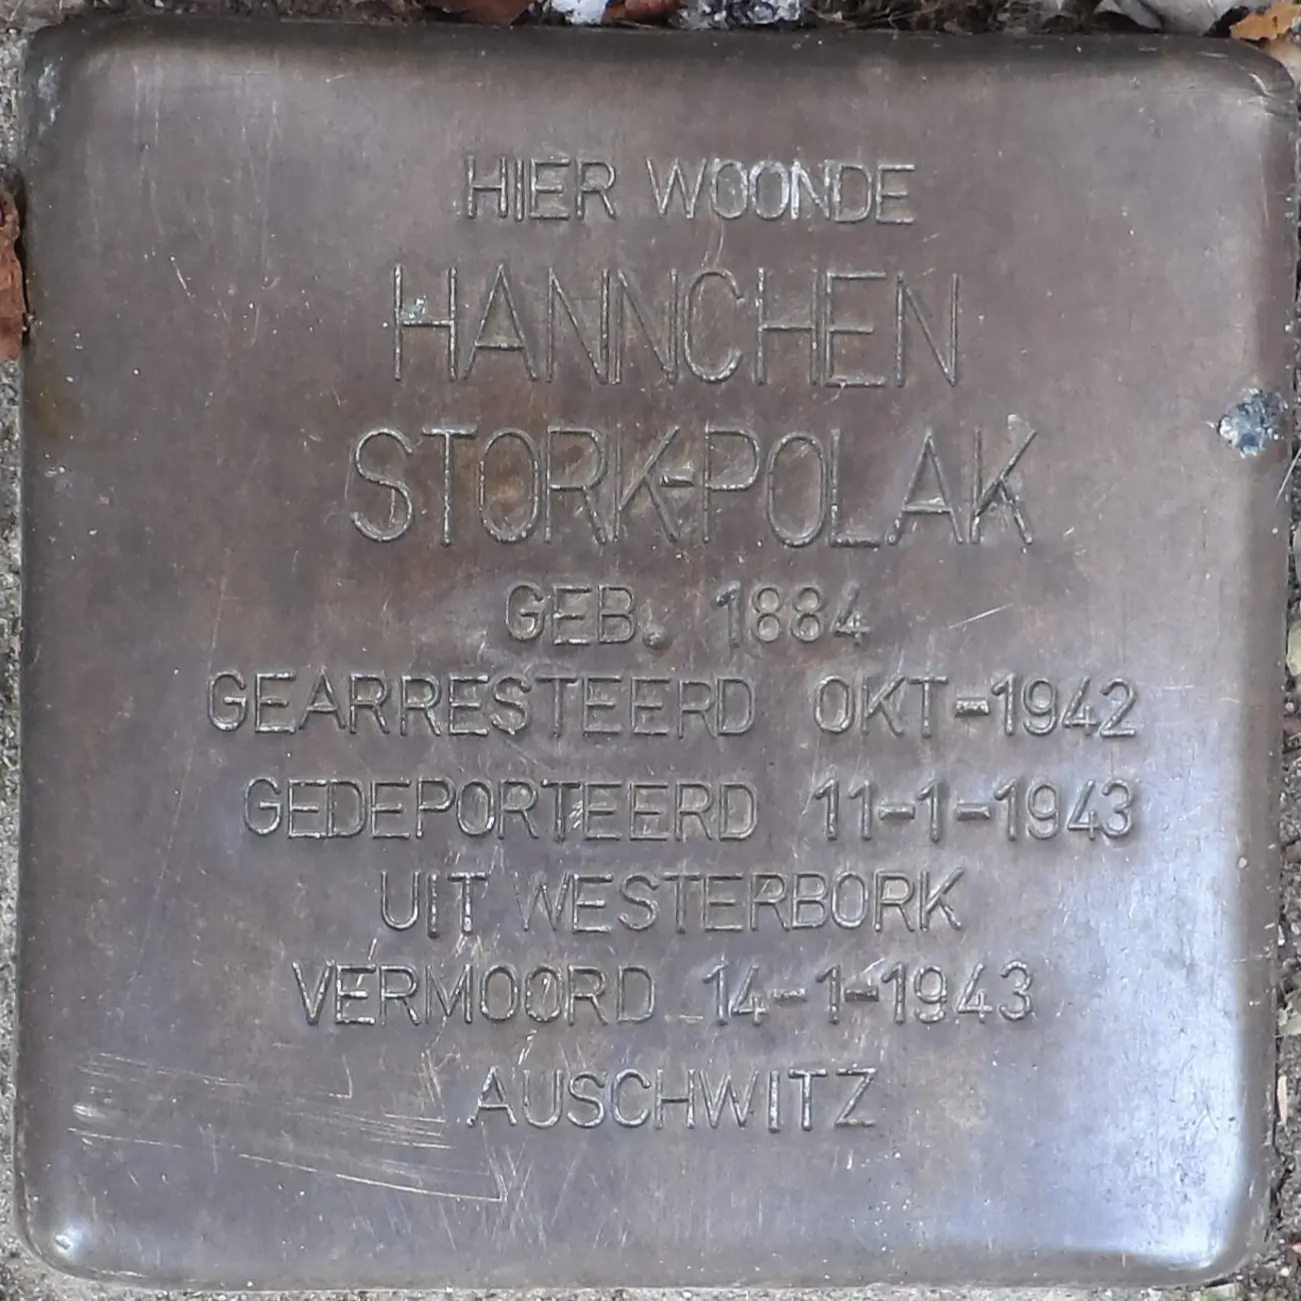 HIER WOONDE
HANNCHEN
STORK-POLAK
GEB. 1884
GEARRESTEERD OKT-1942
GEDEPORTEERD 11-1-1943
UIT WESTERBORK
VERMOORD 14-1-1943
AUSCHWITZ